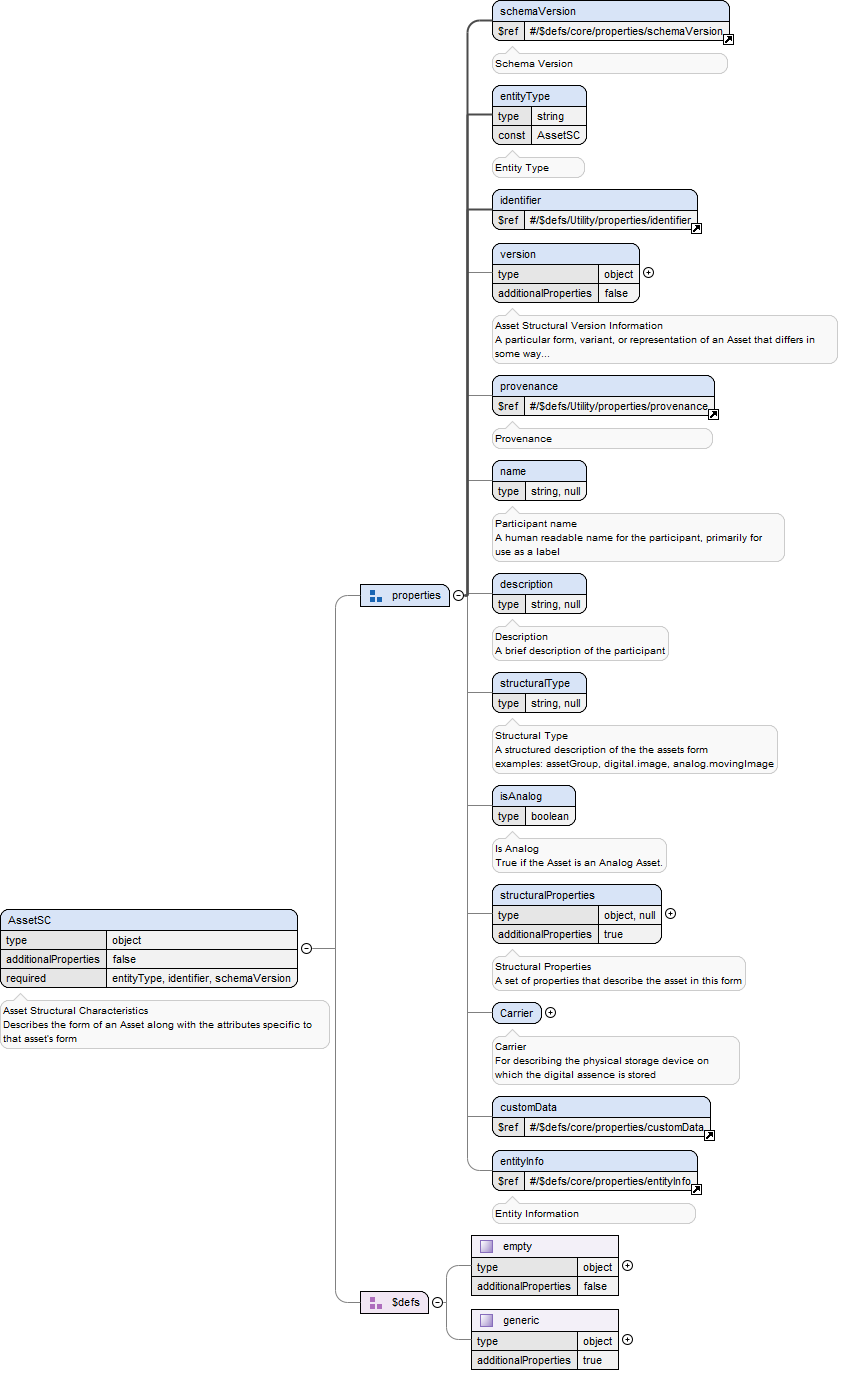 schemaVersion
$ref #/$defs/core/properties/schemaVersion
Schema Version
entityType
type string
const AssetSC
Entity Type
identifier
$ref #/$defs/Utility/properties/identifier
version
type object
additionalProperties false
Asset Structural Version Information
A particular form, variant, or representation of an Asset that differs in
some way...
provenance
$ref #/$defs/Utility/properties/provenance
Provenance
name
type string, null
Participant name
A human readable name for the participant, primarily for
use as a label
properties
description
type string, null
Description
A brief description of the participant
structuralType
type string, null
Structural Type
A structured description of the the assets form
examples: assetGroup, digital.image, analog.movingImage
isAnalog
type boolean
Is Analog
True if the Asset is an Analog Asset.
structuralProperties
type object, null
additionalProperties true
Structural Properties
A set of properties that describe the asset in this form
AssetSC
type object
additionalProperties false
required entityType, identifier, schemaVersion
Asset Structural Characteristics
Describes the form of an Asset along with the attributes specific to
that asset's form
Carrier
Carrier
For describing the physical storage device on
which the digital assence is stored
customData
$ref #/$defs/core/properties/customData
entityInfo
$ref #/$defs/core/properties/entityInfo
Entity Information
$defs
empty
type object
additionalProperties false
generic
type object
additionalProperties true